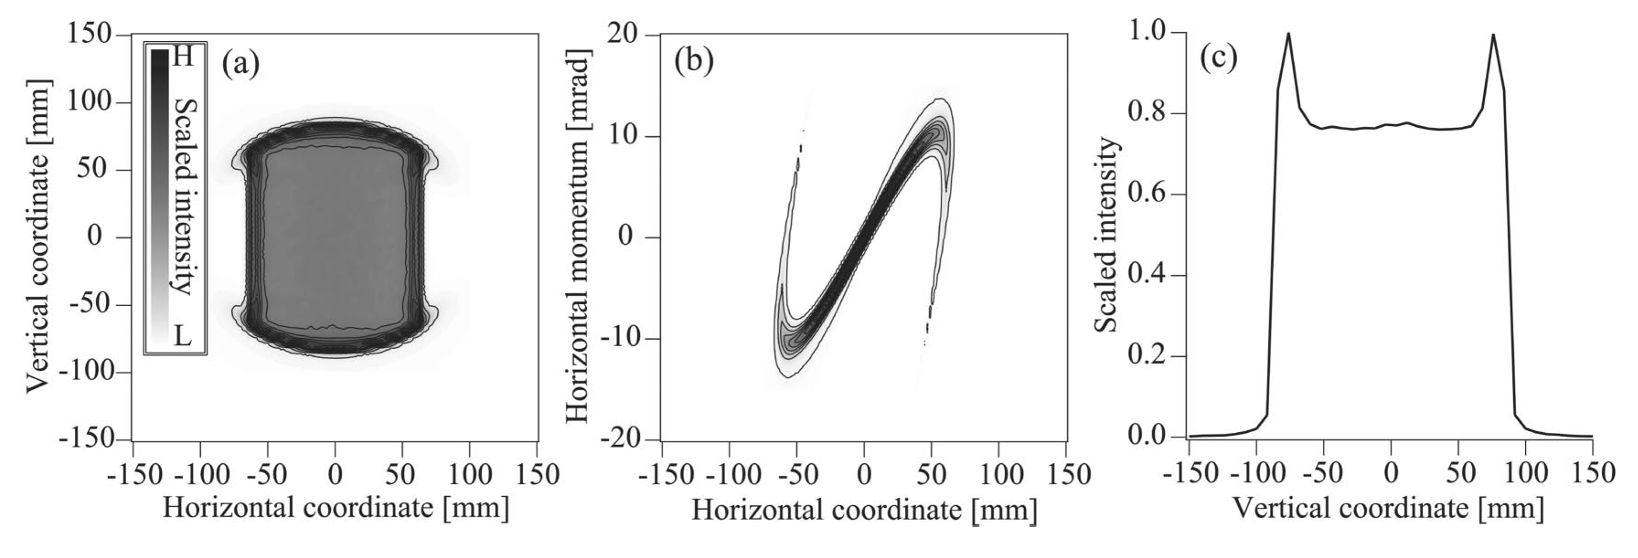 150
100
50
0
-50
-100
-150
Vertical coordinate [mm]
H
Scaled intensity
L
(a)
-150 -100 -50 0 50 100 150
Horizontal coordinate [mm]
20
10
0
-10
-20
Horizontal momentum [mrad]
(b)
-150 -100 -50 0 50 100 150
Horizontal coordinate [mm]
1.0
0.8
0.6
0.4
0.2
0.0
Scaled intensity
(c)
-150 -100 -50 0 50 100 150
Vertical coordinate [mm]